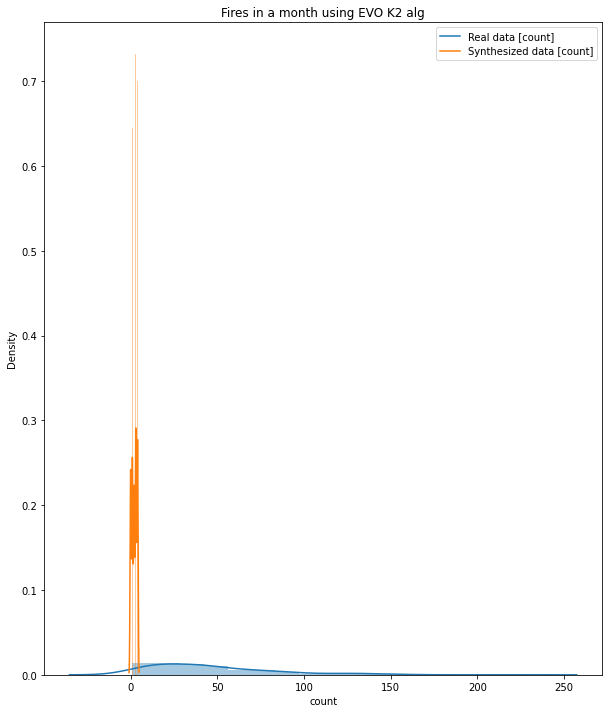 Fires in a month using EVO K2 alg
Real data [count]
Synthesized data [count]
0.7
0.6
0.5
0.4
0.3
0.2
0.1
0.0
Density
0 50 100 150 200 250
count